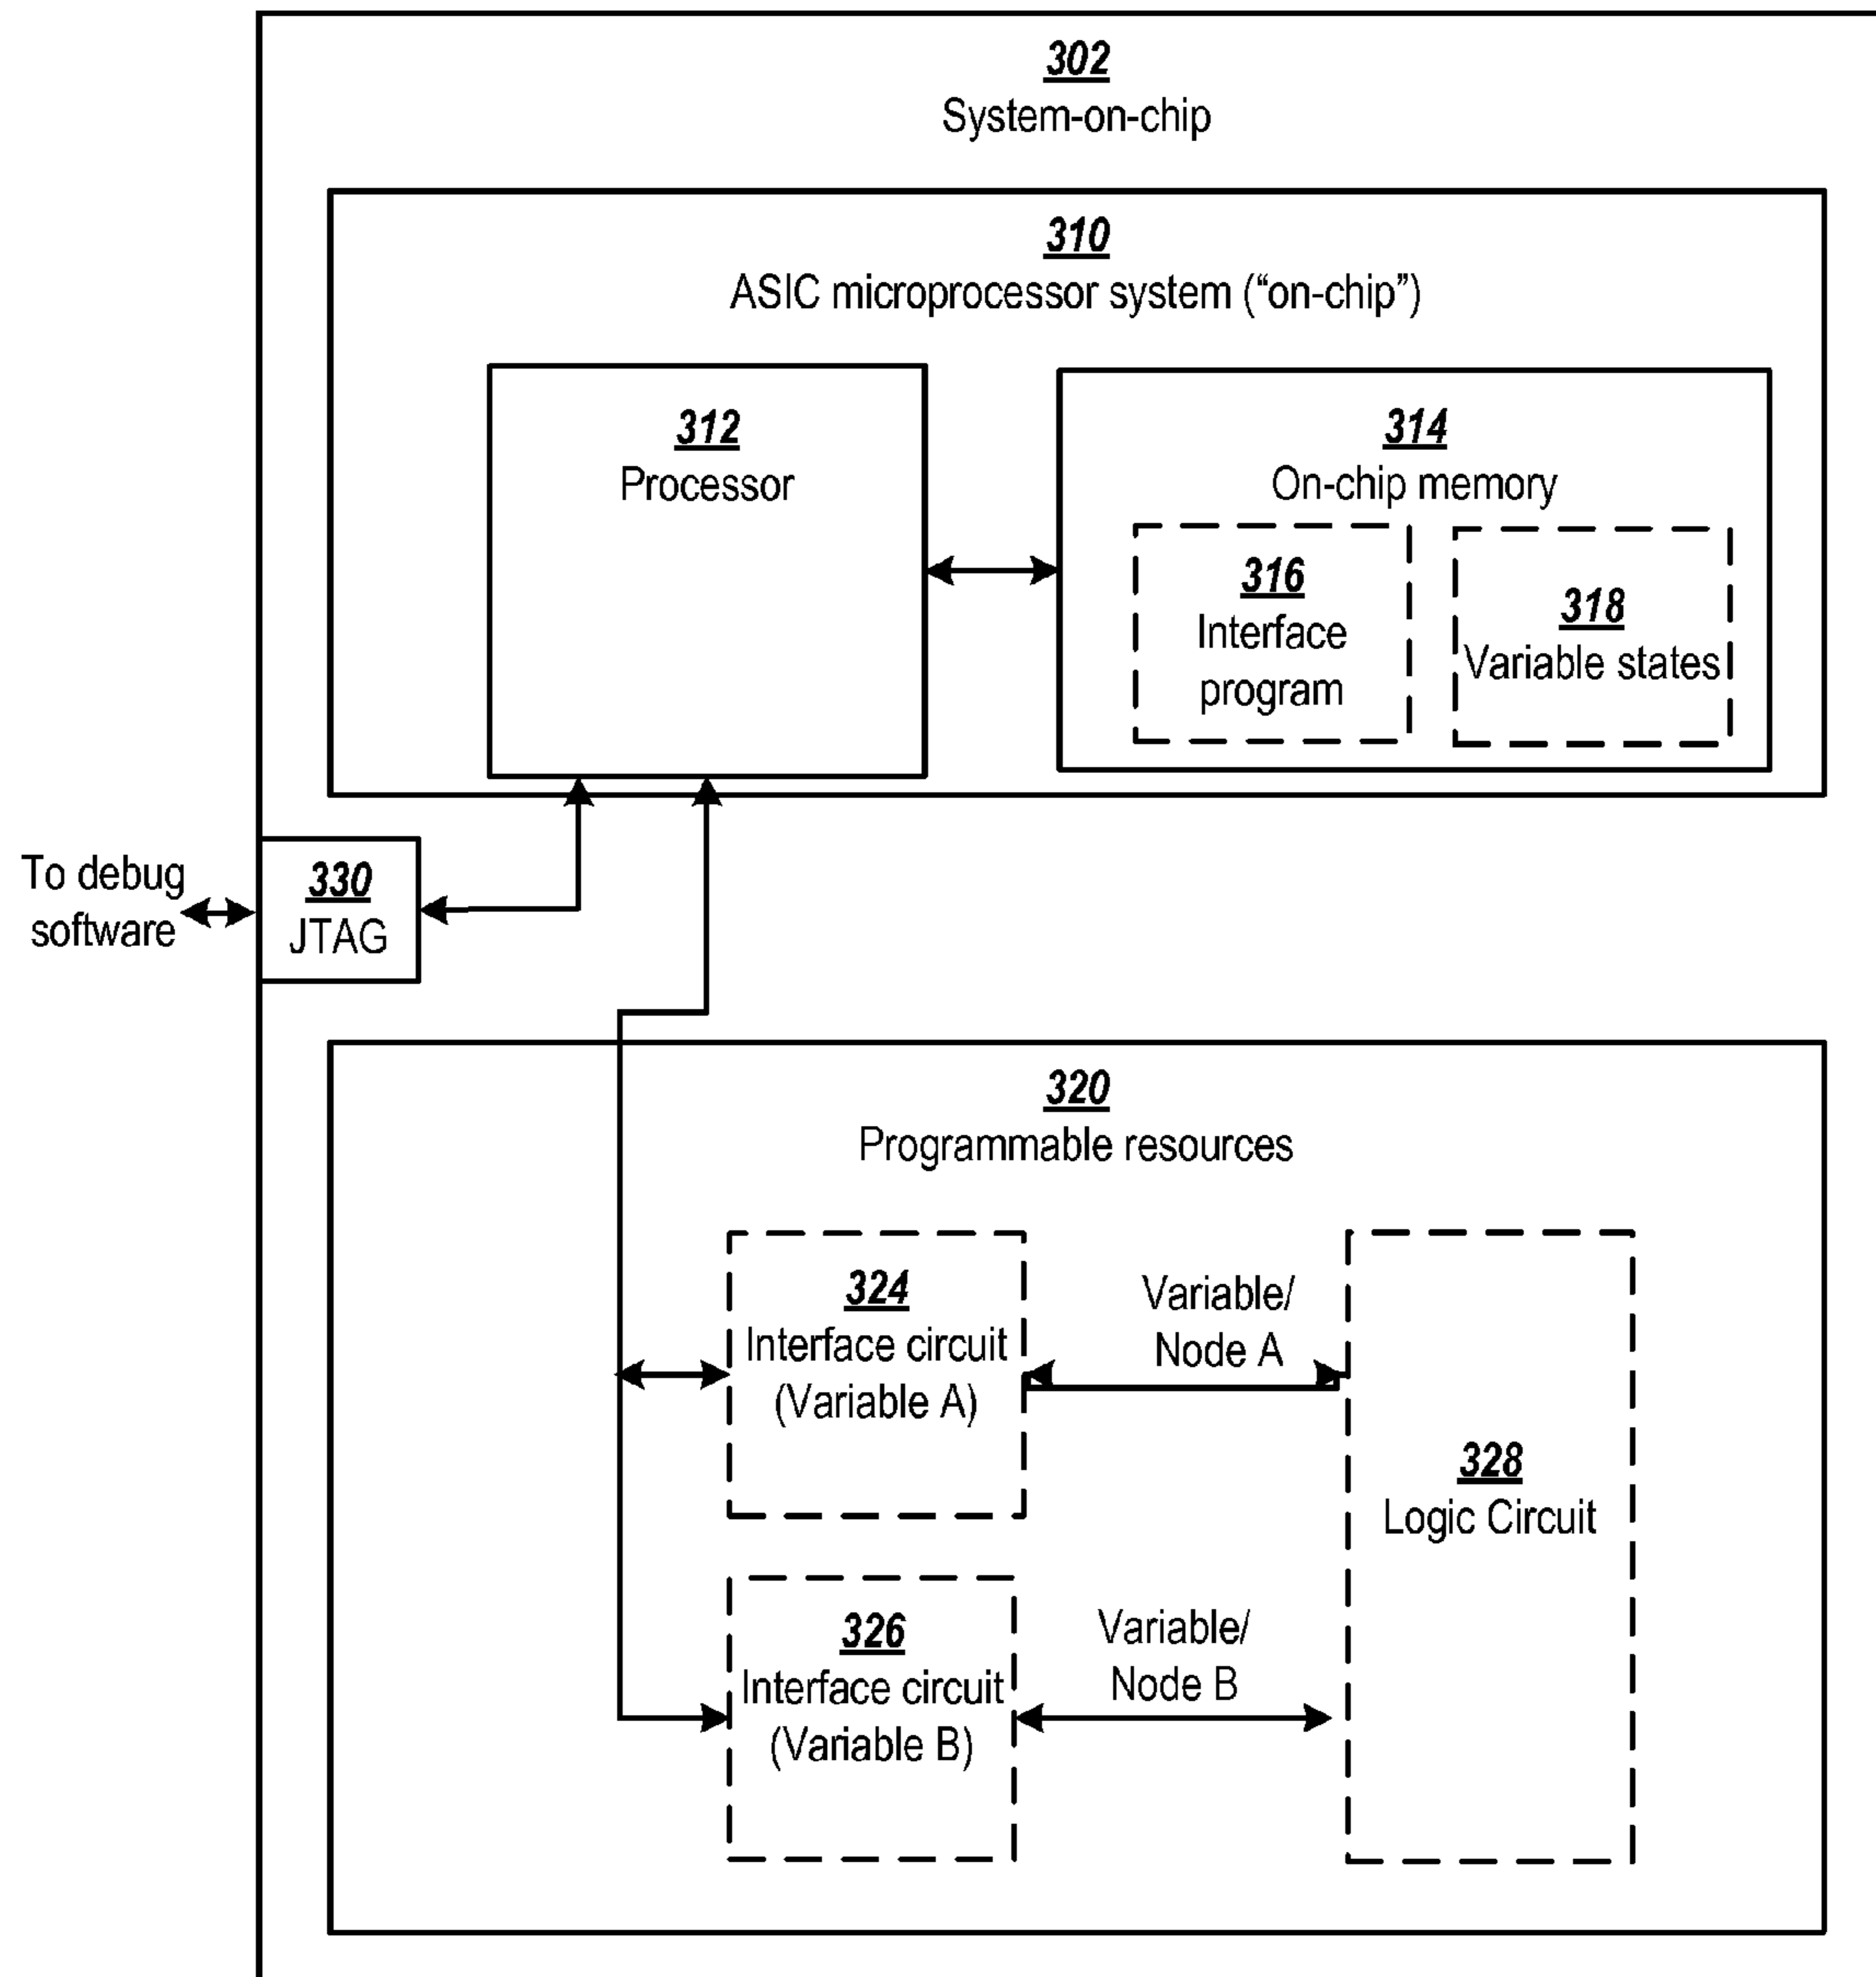 302
System-on-chip
310
ASIC microprocessor system (“on-chip”)
312
Processor
314
On-chip memory
316
Interface
program
318
Variable states
To debug
software
330
JTAG
320
Programmable resources
324
Interface circuit
(Variable A)
Variable/
Node A
328
Logic Circuit
326
Interface circuit
(Variable B)
Variable/
Node B